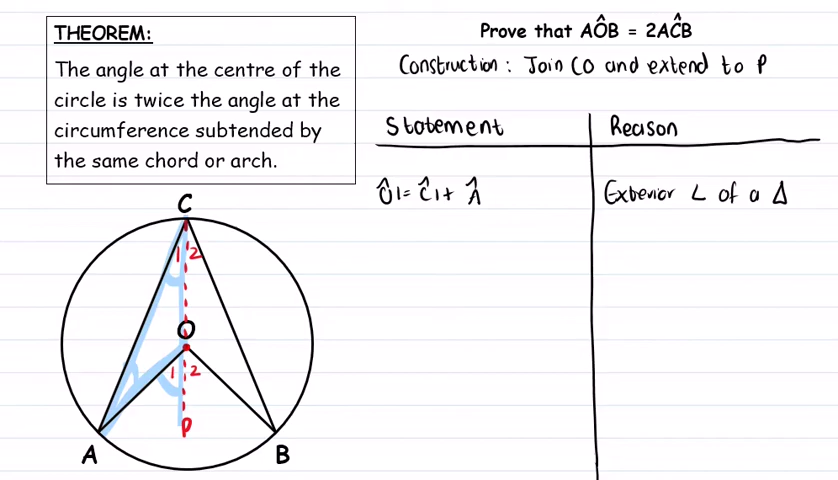 THEOREM:
The angle at the centre of the
circle is twice the angle at the
circumference subtended by
the same chord or arch.
Prove that AÔB = 2AĈB
Construction: Join CO and extend to P
Statement
Reason
Ô1 = Ĉ1 + Â
Exterior ∠ of a Δ
C
1 2
O
1 2
P
A
B